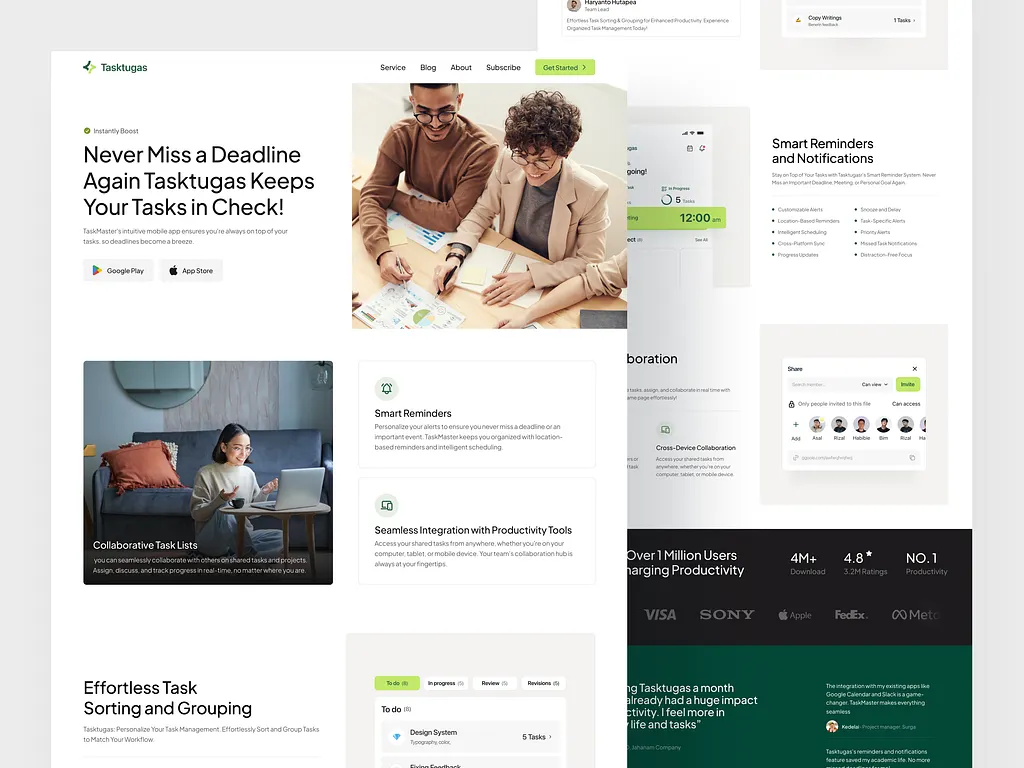 Haryanto Hutapea
Team Lead
Effortless Task Sorting & Grouping for Enhanced Productivity. Experience
Organized Task Management Today!
Copy Writings
Benefit feedback
1 Tasks ›
Tasktugas
Service
Blog
About
Subscribe
Get Started
Instantly Boost
Never Miss a Deadline
Again Tasktugas Keeps
Your Tasks in Check!
TaskMaster's intuitive mobile app ensures you're always on top of your
tasks, so deadlines become a breeze.
Google Play
App Store
Collaborative Task Lists
you can seamlessly collaborate with others on shared tasks and projects.
Assign, discuss, and track progress in real-time, no matter where you are.
Smart Reminders
Personalize your alerts to ensure you never miss a deadline or an
important event. TaskMaster keeps you organized with location-
based reminders and intelligent scheduling.
Seamless Integration with Productivity Tools
Access your shared tasks from anywhere, whether you're on your
computer, tablet, or mobile device. Your team's collaboration hub is
always at your fingertips.
Effortless Task
Sorting and Grouping
Tasktugas: Personalize Your Task Management. Effortlessly Sort and Group Tasks
to Match Your Workflow.
To do (8)
In progress (5)
Review (5)
Revisions (5)
To do (8)
Design System
Typography, color,
5 Tasks ›
Fixing Feedback
ugas
going!
In Progress
5 Tasks
ting
12:00 am
ect (8)
See All
Smart Reminders
and Notifications
Stay on Top of Your Tasks with Tasktugas's Smart Reminder System. Never
Miss an Important Deadline, Meeting, or Personal Goal Again.
Customizable Alerts
Location-Based Reminders
Intelligent Scheduling
Cross-Platform Sync
Progress Updates
Snooze and Delay
Task-Specific Alerts
Priority Alerts
Missed Task Notifications
Distraction-Free Focus
boration
tasks, assign, and collaborate in real time with
me page effortlessly!
Cross-Device Collaboration
Access your shared tasks from
anywhere, whether you're on your
computer, tablet, or mobile device.
ers or
d task
Share
Search member...
Can view
Invite
Only people invited to this file
Can access
Add
Asal
Rizal
Habibie
Bim
Rizal
Ha
Over 1 Million Users
harging Productivity
4M+
Download
4.8
3.2M Ratings
NO. 1
Productivity
VISA
SONY
Apple
FedEx
Meta
ng Tasktugas a month
already had a huge impact
ctivity. I feel more in
life and tasks"
Jahanam Company
The integration with my existing apps like
Google Calendar and Slack is a game-
changer. TaskMaster makes everything
seamless
Kedelai - Project manager. Surga
Tasktugas's reminders and notifications
feature saved my academic life. No more